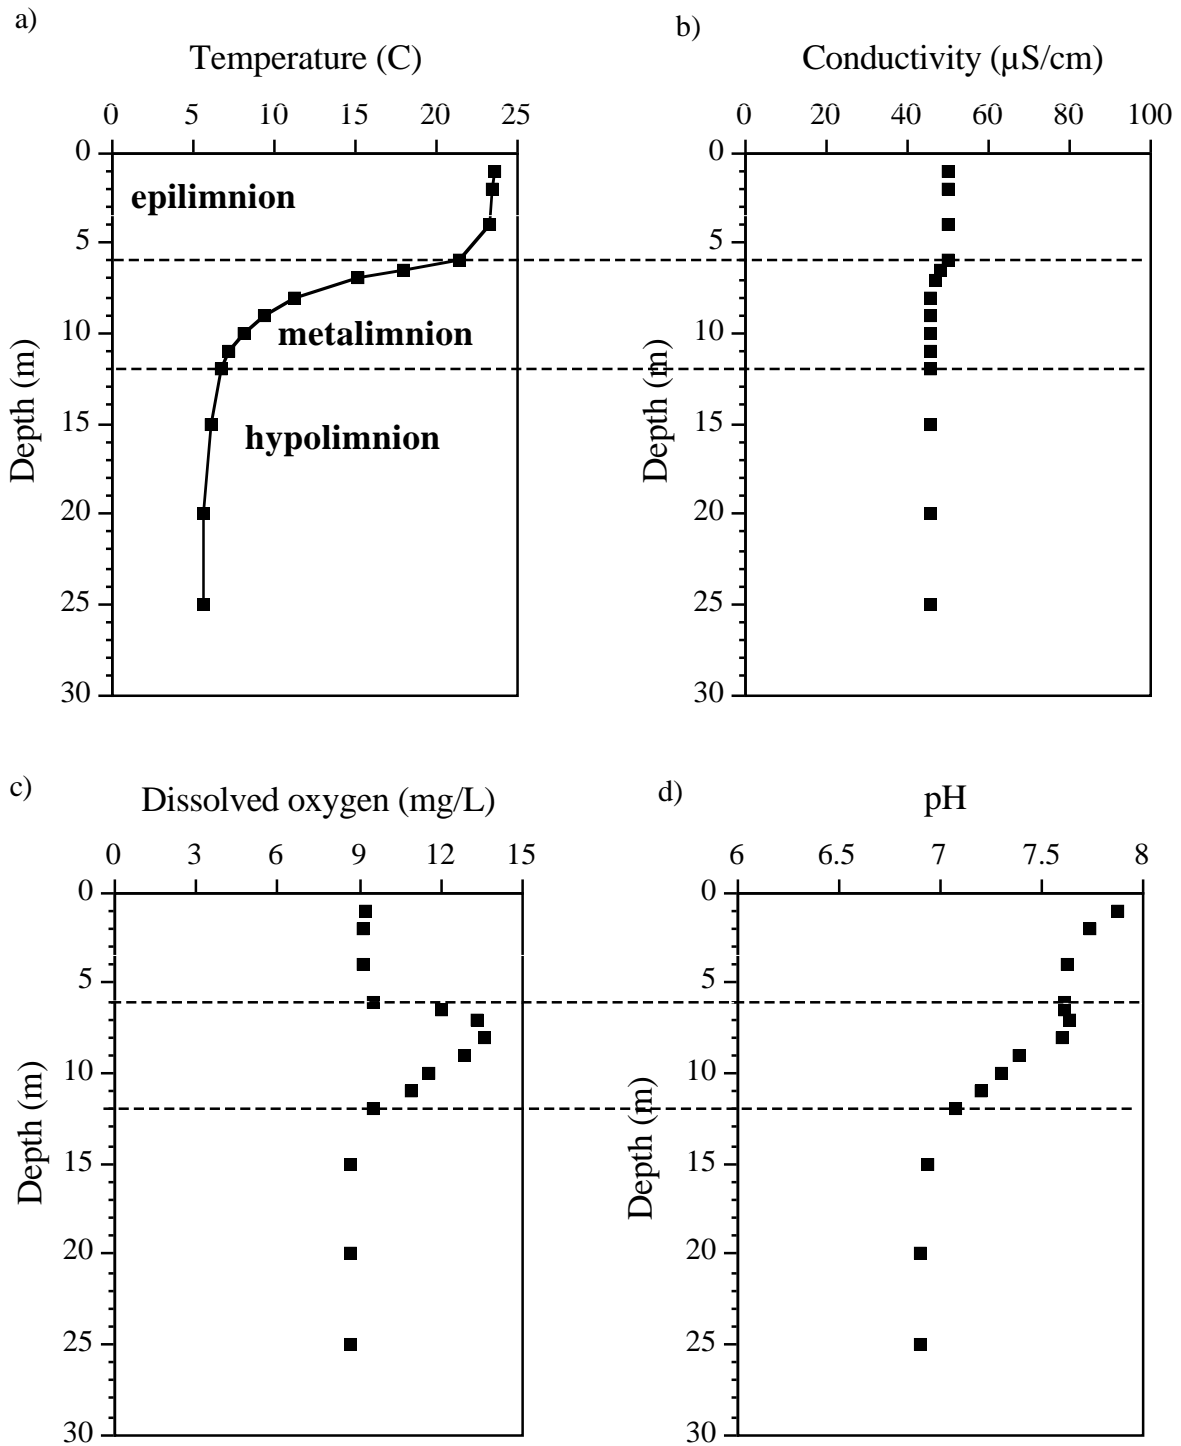 a)
Temperature (C)
0 5 10 15 20 25
0
5
10
15
20
25
30
Depth (m)
epilimnion
metalimnion
hypolimnion
b)
Conductivity (µS/cm)
0 20 40 60 80 100
0
5
10
15
20
25
30
Depth (m)
c)
Dissolved oxygen (mg/L)
0 3 6 9 12 15
0
5
10
15
20
25
30
Depth (m)
d)
pH
6 6.5 7 7.5 8
0
5
10
15
20
25
30
Depth (m)